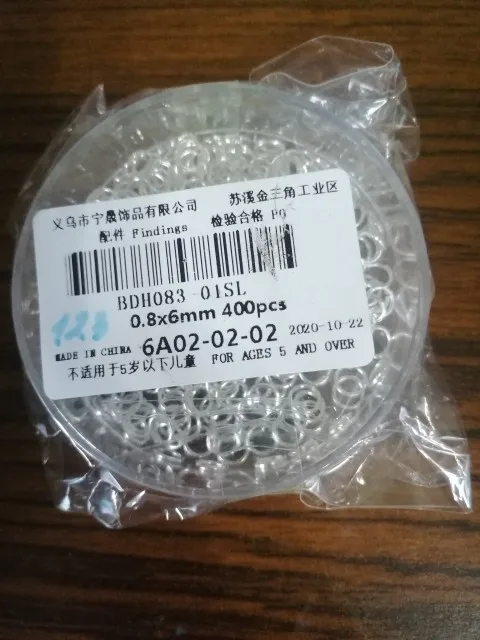 义乌市宁晟饰品有限公司 苏溪金三角工业区
配件 Findings 检验合格
BDH083-01SL
0.8x6mm 400pcs
123
MADE IN CHINA 6A02-02-02 2020-10-22
不适用于5岁以下儿童 FOR AGES 5 AND OVER